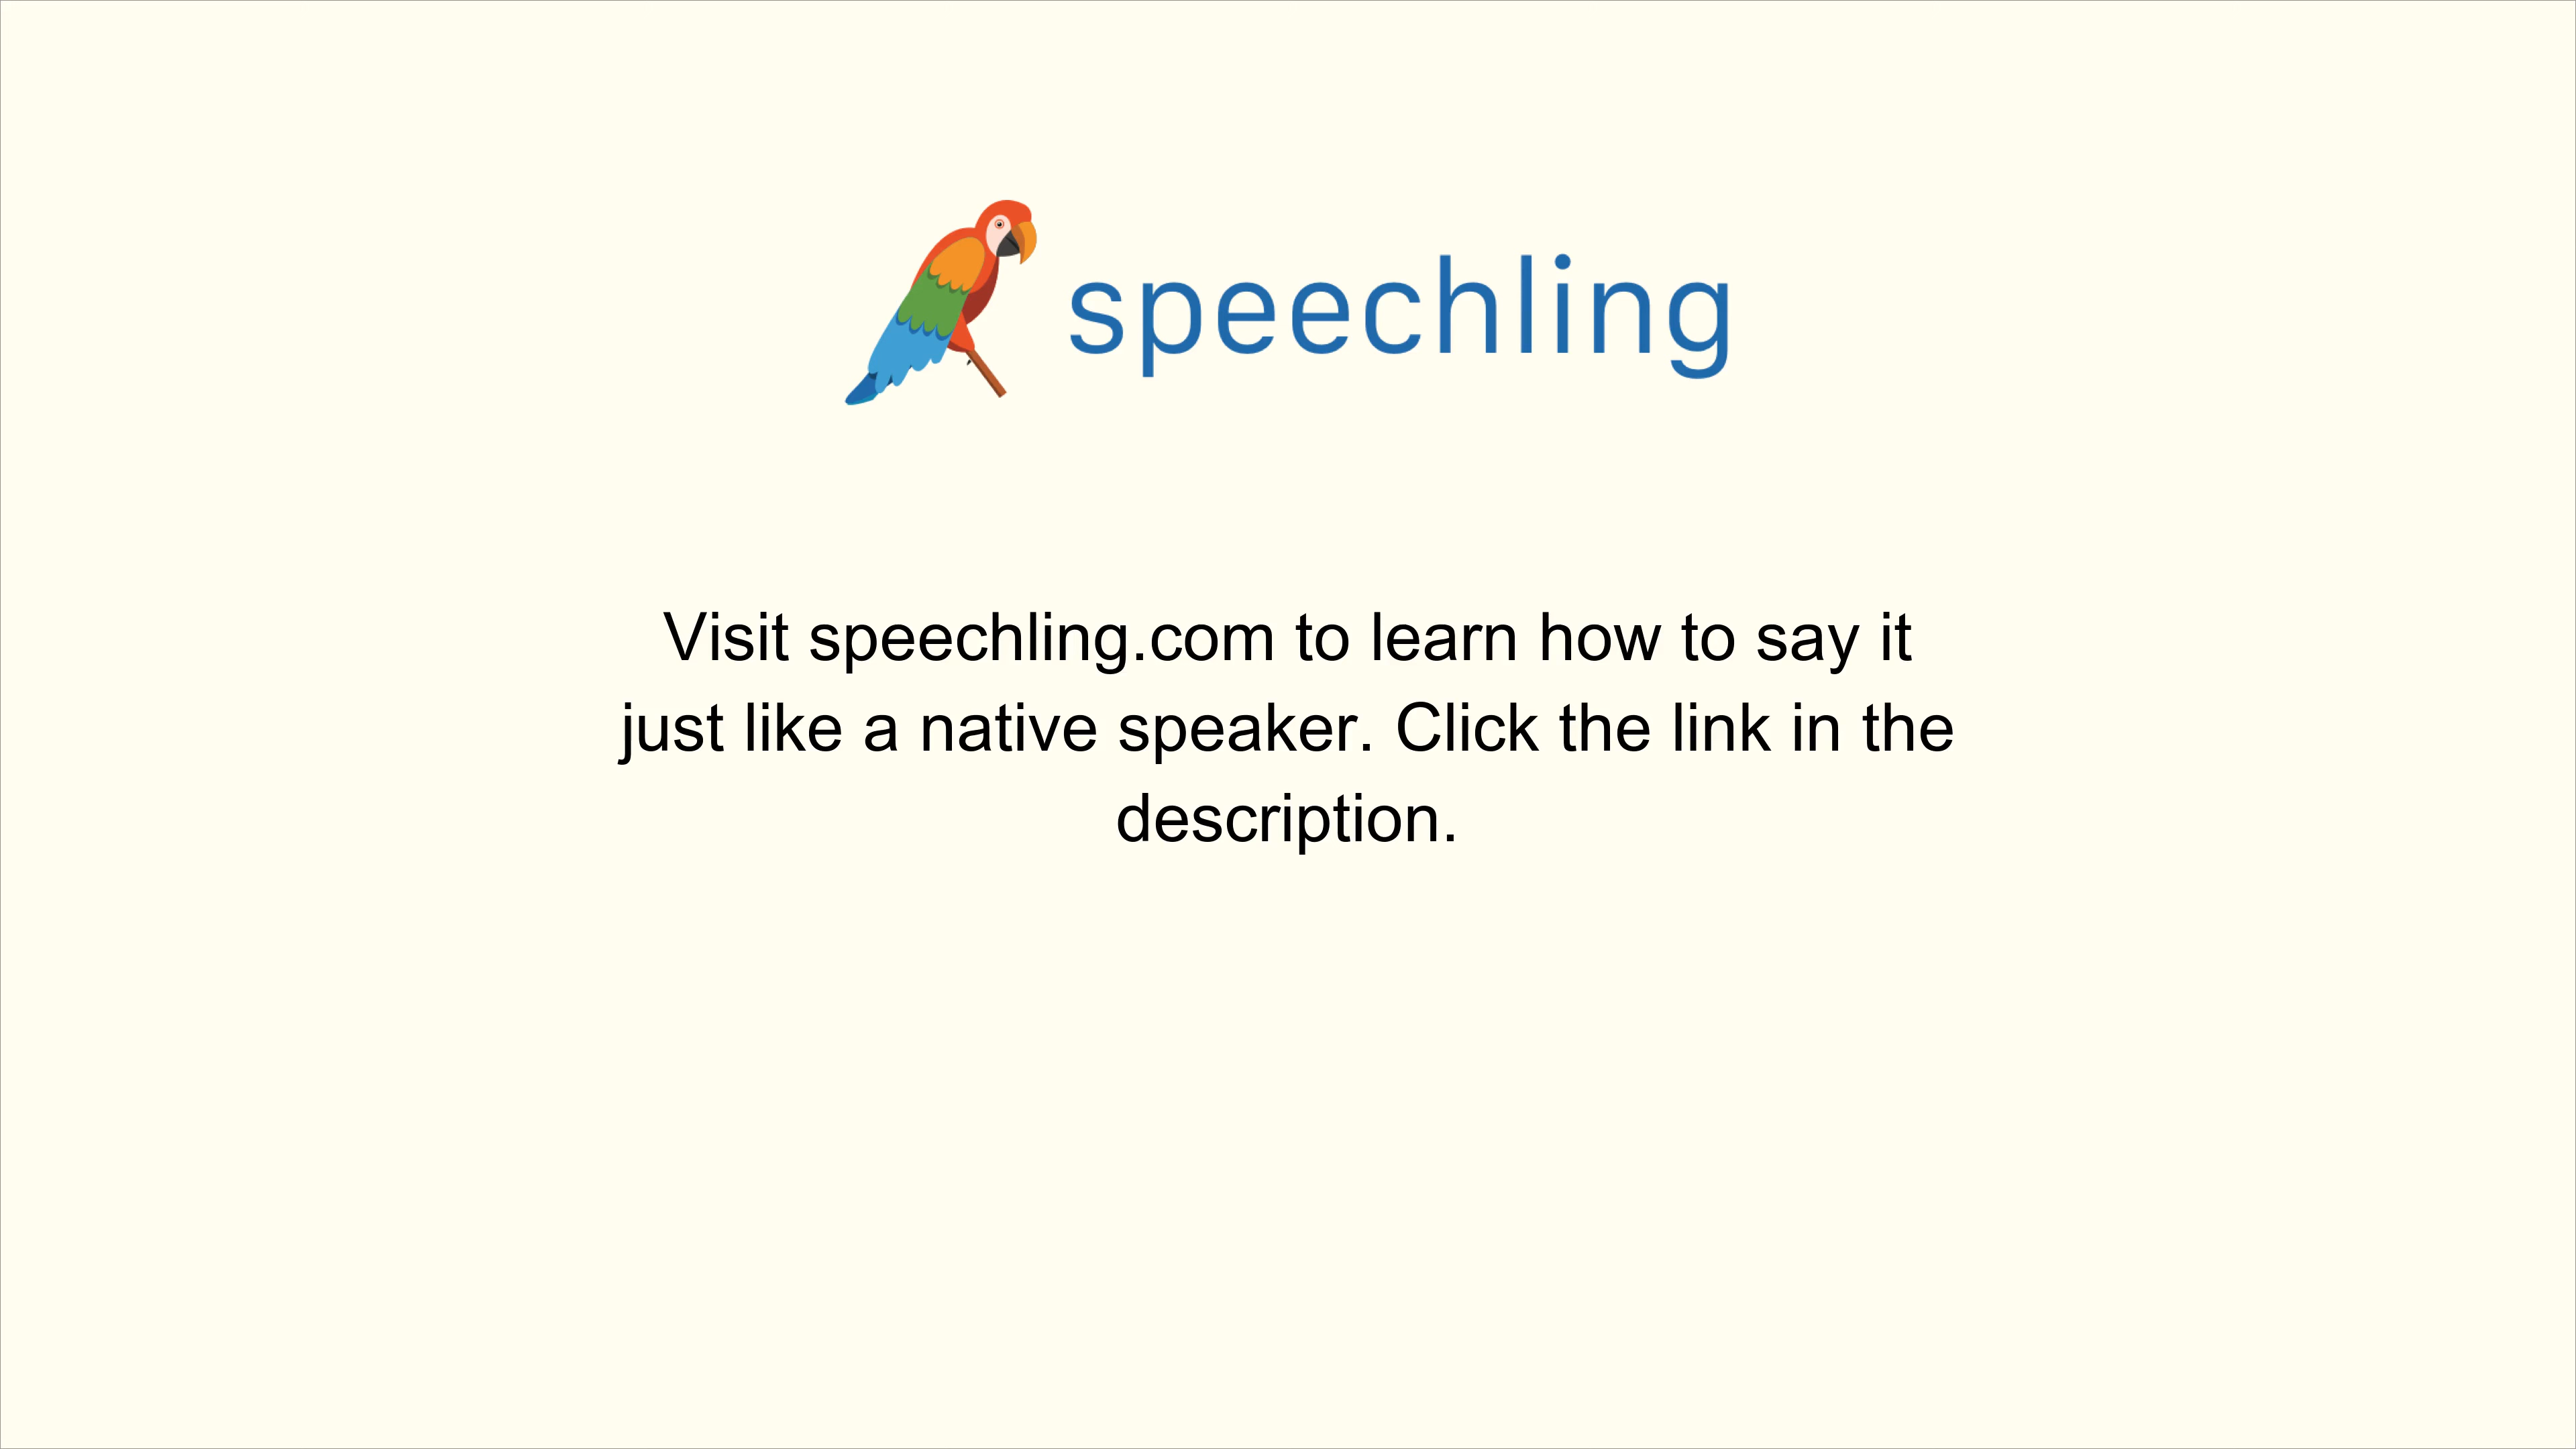 speechling
Visit speechling.com to learn how to say it
just like a native speaker. Click the link in the
description.